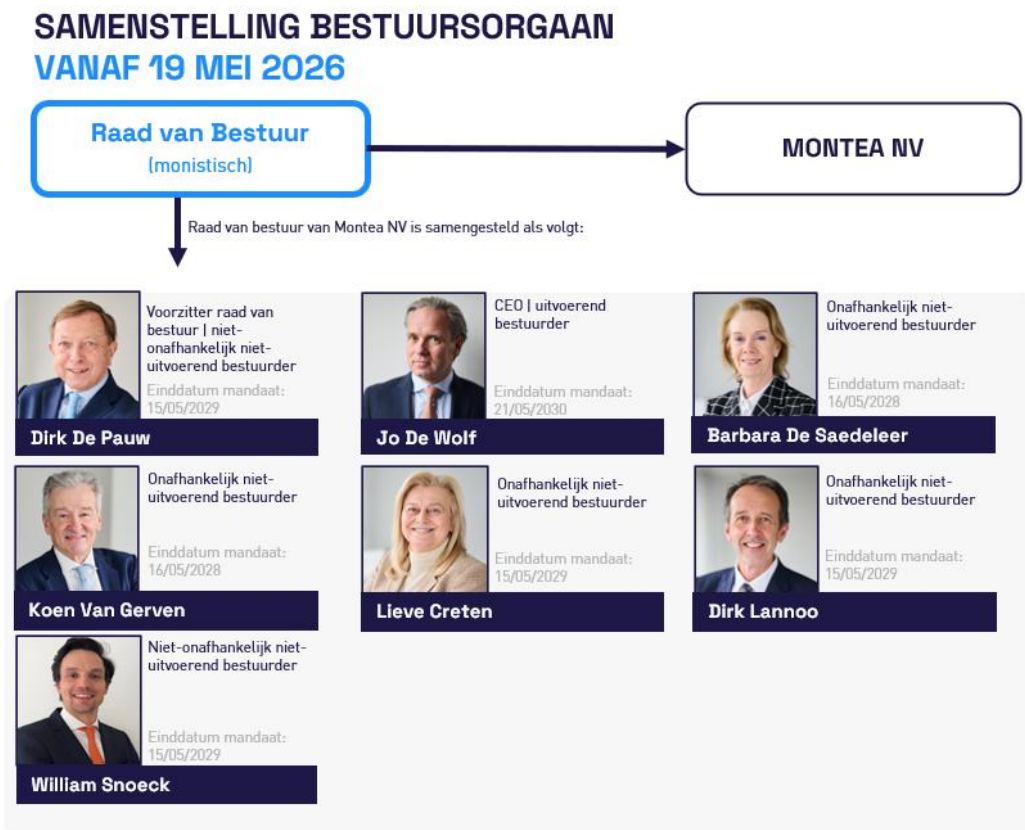 SAMENSTELLING BESTUURSORGAAN
VANAF 19 MEI 2026
Raad van Bestuur
(monistisch)
MONTEA NV
Raad van bestuur van Montea NV is samengesteld als volgt:
Voorzitter raad van
bestuur | niet-
onafhankelijk niet-
uitvoerend bestuurder
Einddatum mandaat:
15/05/2029
Dirk De Pauw
CEO | uitvoerend
bestuurder
Einddatum mandaat:
21/05/2030
Jo De Wolf
Onafhankelijk niet-
uitvoerend bestuurder
Einddatum mandaat:
16/05/2028
Barbara De Saedeleer
Onafhankelijk niet-
uitvoerend bestuurder
Einddatum mandaat:
16/05/2028
Koen Van Gerven
Onafhankelijk niet-
uitvoerend bestuurder
Einddatum mandaat:
15/05/2029
Lieve Creten
Onafhankelijk niet-
uitvoerend bestuurder
Einddatum mandaat:
15/05/2029
Dirk Lannoo
Niet-onafhankelijk niet-
uitvoerend bestuurder
Einddatum mandaat:
15/05/2029
William Snoeck